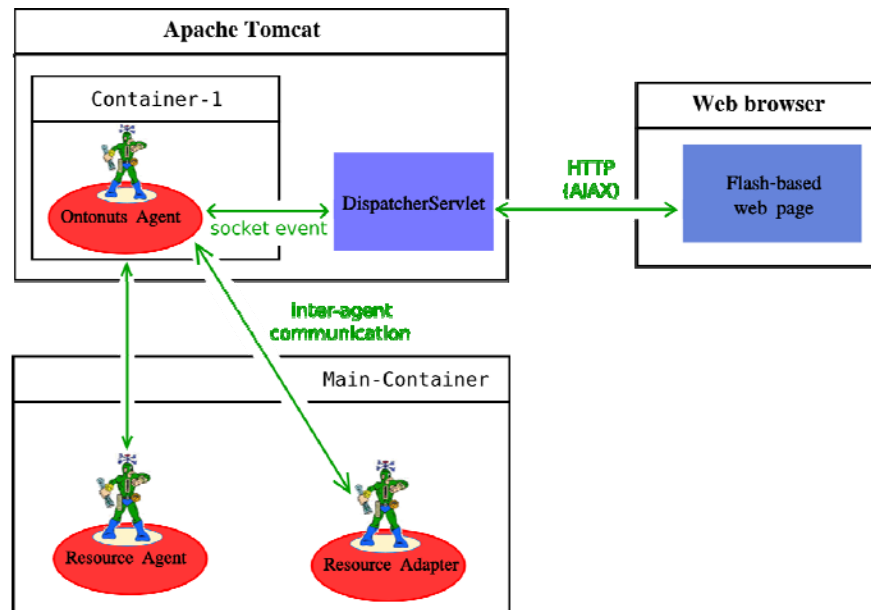 Apache Tomcat
Container-1
Ontonuts Agent
socket event
DispatcherServlet
HTTP
(AJAX)
Web browser
Flash-based
web page
Inter-agent
communication
Main-Container
Resource Agent
Resource Adapter